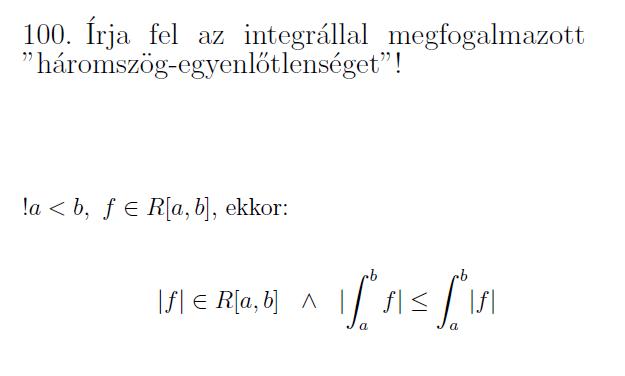 100. Írja fel az integrállal megfogalmazott
”háromszög-egyenlőtlenséget”!
!a < b, f ∈ R[a, b], ekkor:
|f| ∈ R[a, b] ∧ |∫_a^b f| ≤ ∫_a^b |f|